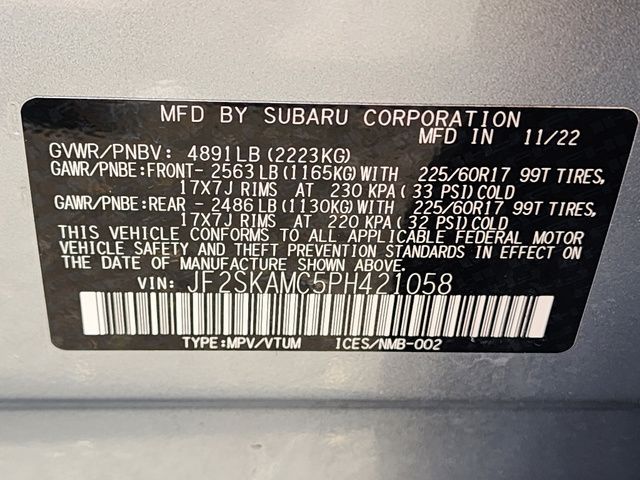 MFD BY SUBARU CORPORATION
MFD IN 11/22
GVWR/PNBV: 4891LB(2223KG)
GAWR/PNBE:FRONT-2563LB(1165KG)WITH 225/60R17 99T TIRES,
17X7J RIMS AT 230 KPA(33 PSI)COLD
GAWR/PNBE:REAR -2486LB(1130KG)WITH 225/60R17 99T TIRES,
17X7J RIMS AT 220 KPA(32 PSI)COLD
THIS VEHICLE CONFORMS TO ALL APPLICABLE FEDERAL MOTOR
VEHICLE SAFETY AND THEFT PREVENTION STANDARDS IN EFFECT ON
THE DATE OF MANUFACTURE SHOWN ABOVE.
VIN: JF2SKAMC5PH421058
TYPE:MPV/VTUM ICES/NMB-002